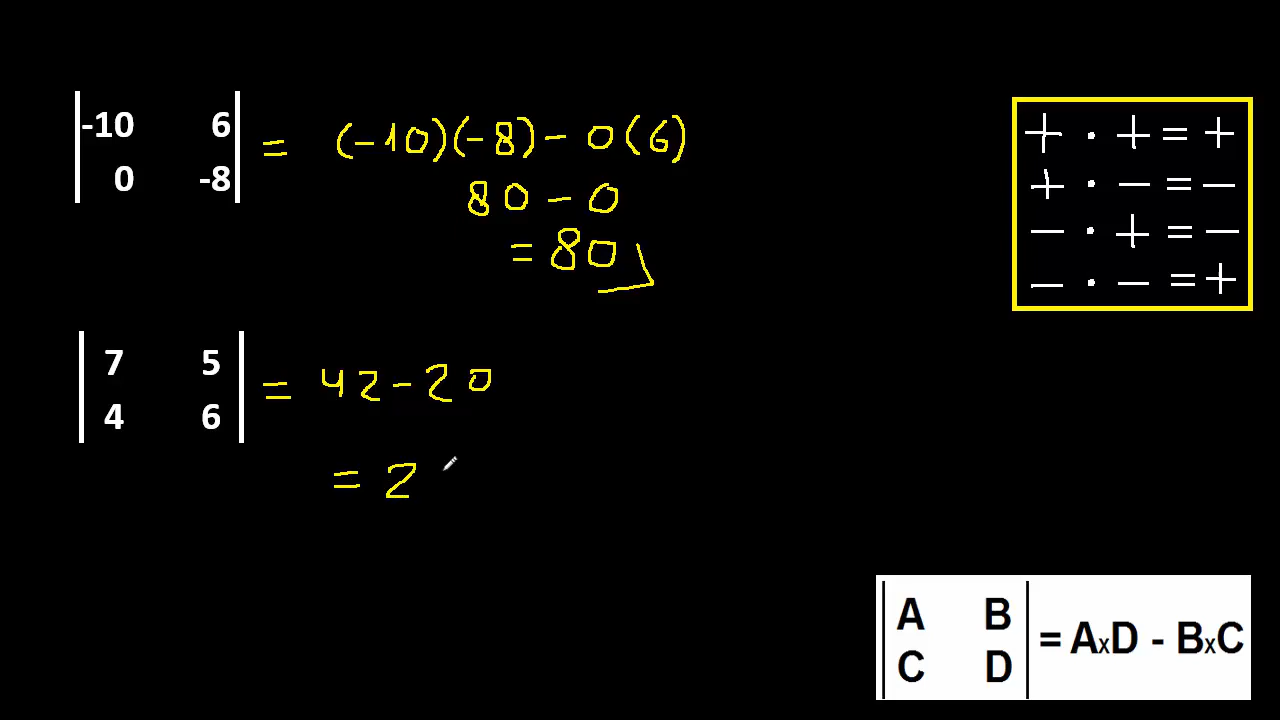 |-10 6|
|0 -8|
= (-10)(-8) - 0(6)
80 - 0
= 80
|7 5|
|4 6|
= 42 - 20
= 2
+ · + = +
+ · - = -
- · + = -
- · - = +
|A B|
|C D|
= AxD - BxC